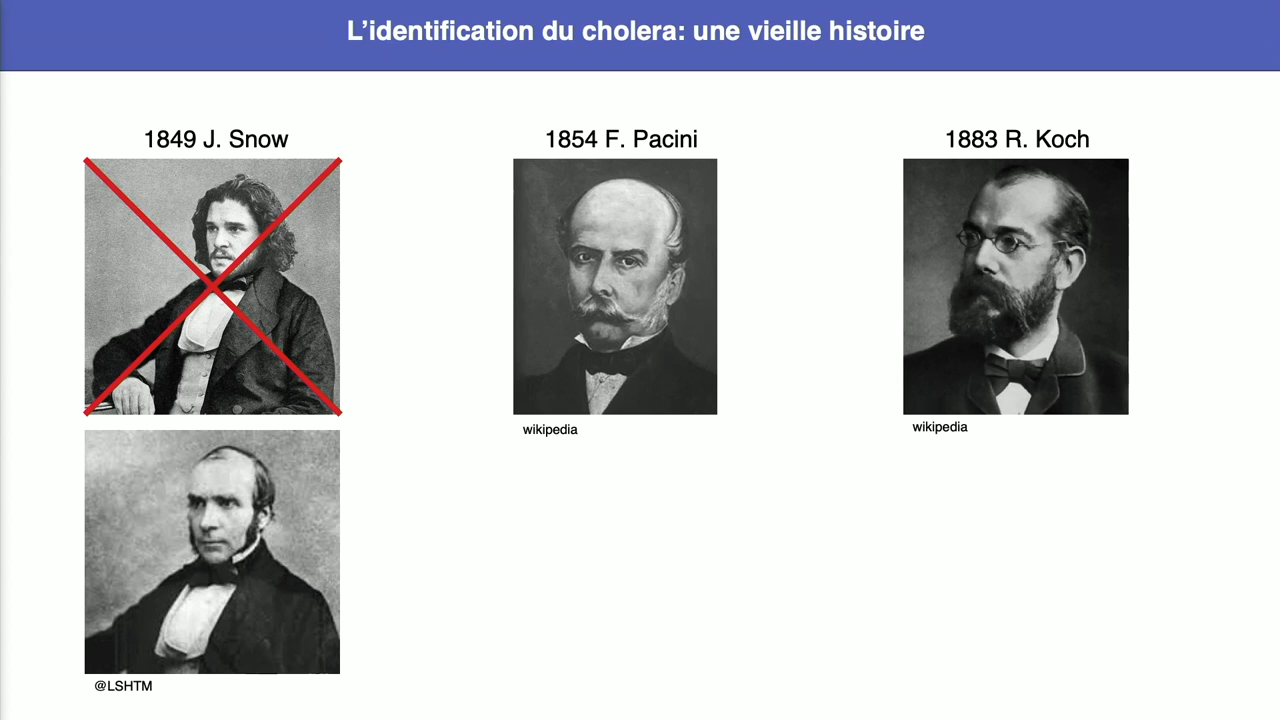 L’identification du cholera: une vieille histoire
1849 J. Snow
1854 F. Pacini
1883 R. Koch
wikipedia
wikipedia
@LSHTM